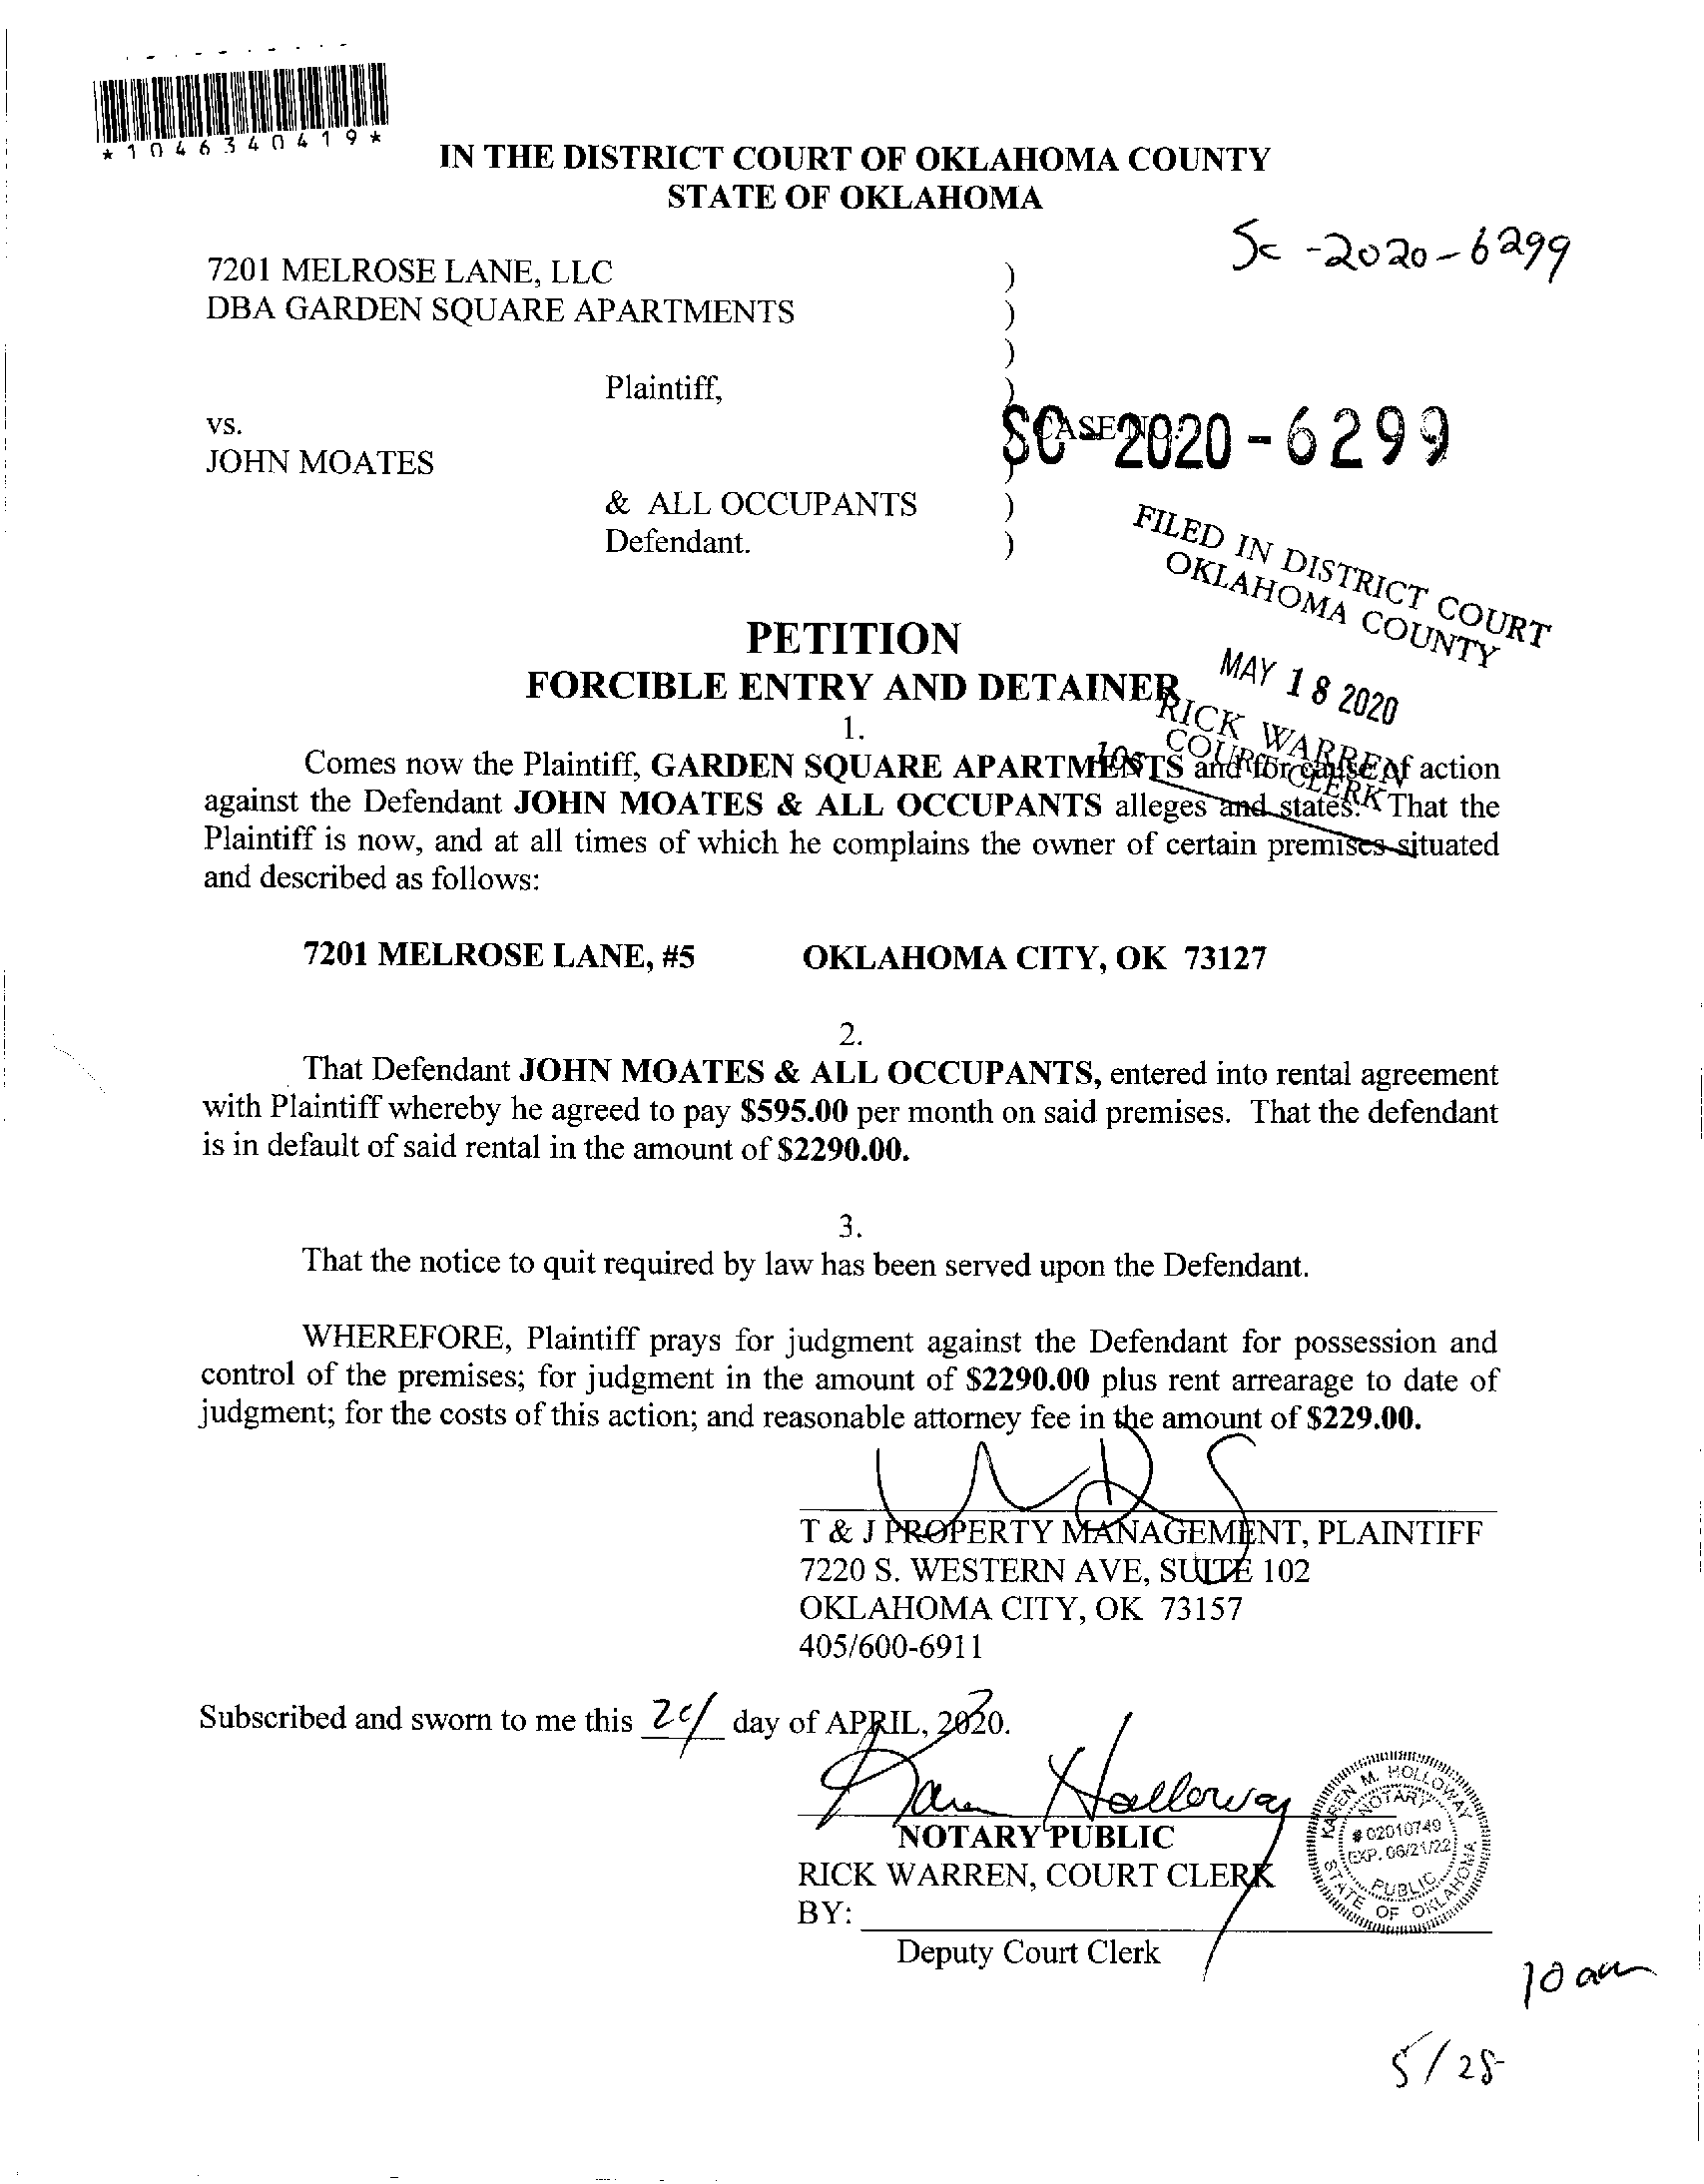 *1046340419*
IN THE DISTRICT COURT OF OKLAHOMA COUNTY
STATE OF OKLAHOMA
SC-2020-6299
7201 MELROSE LANE, LLC )
DBA GARDEN SQUARE APARTMENTS )
)
Plaintiff, )
vs. CASE NO.
SC-2020-6299
JOHN MOATES )
& ALL OCCUPANTS )
Defendant. )
FILED IN DISTRICT COURT
OKLAHOMA COUNTY
MAY 18 2020
RICK WARREN
COURT CLERK
PETITION
FORCIBLE ENTRY AND DETAINER
1.
Comes now the Plaintiff, GARDEN SQUARE APARTMENTS and for cause of action
against the Defendant JOHN MOATES & ALL OCCUPANTS alleges and states: That the
Plaintiff is now, and at all times of which he complains the owner of certain premises situated
and described as follows:
7201 MELROSE LANE, #5 OKLAHOMA CITY, OK 73127
2.
That Defendant JOHN MOATES & ALL OCCUPANTS, entered into rental agreement
with Plaintiff whereby he agreed to pay $595.00 per month on said premises. That the defendant
is in default of said rental in the amount of $2290.00.
3.
That the notice to quit required by law has been served upon the Defendant.
WHEREFORE, Plaintiff prays for judgment against the Defendant for possession and
control of the premises; for judgment in the amount of $2290.00 plus rent arrearage to date of
judgment; for the costs of this action; and reasonable attorney fee in the amount of $229.00.
T & J PROPERTY MANAGEMENT, PLAINTIFF
7220 S. WESTERN AVE, SUITE 102
OKLAHOMA CITY, OK 73157
405/600-6911
Subscribed and sworn to me this 24 day of APRIL, 2020.
Karen Holloway
NOTARY PUBLIC
RICK WARREN, COURT CLERK
BY:
Deputy Court Clerk
KAREN M. HOLLOWAY
NOTARY
# 02010749
EXP. 06/21/22
PUBLIC
STATE OF OKLAHOMA
10 am
5/28